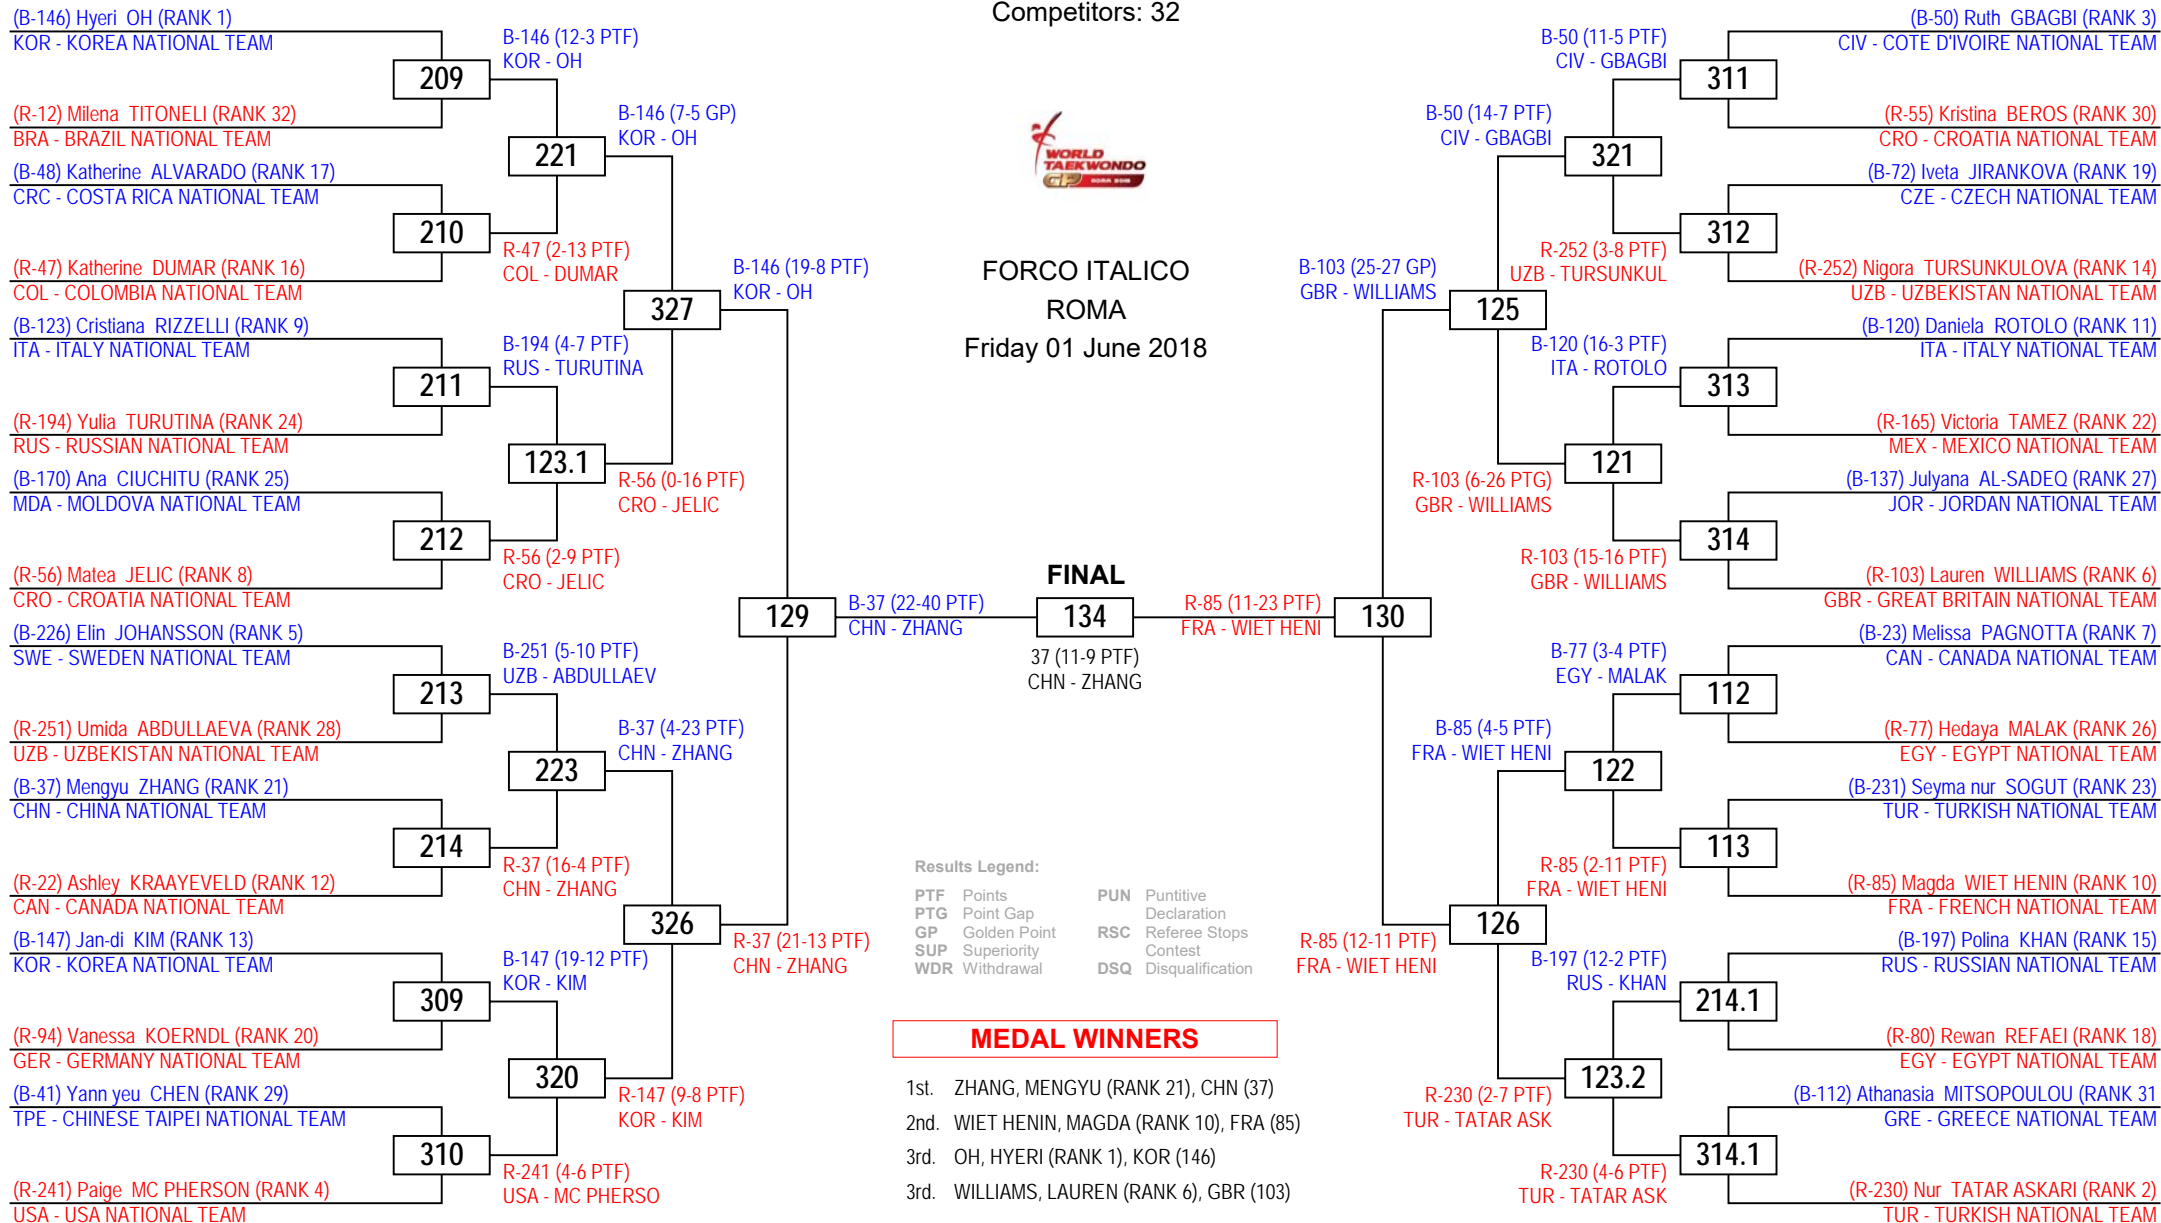 Competitors: 32
WORLD
TAEKWONDO
GP
ROMA 2018
FORCO ITALICO
ROMA
Friday 01 June 2018
(B-146) Hyeri OH (RANK 1)
KOR - KOREA NATIONAL TEAM
209
(R-12) Milena TITONELI (RANK 32)
BRA - BRAZIL NATIONAL TEAM
(B-48) Katherine ALVARADO (RANK 17)
CRC - COSTA RICA NATIONAL TEAM
210
(R-47) Katherine DUMAR (RANK 16)
COL - COLOMBIA NATIONAL TEAM
(B-123) Cristiana RIZZELLI (RANK 9)
ITA - ITALY NATIONAL TEAM
211
(R-194) Yulia TURUTINA (RANK 24)
RUS - RUSSIAN NATIONAL TEAM
(B-170) Ana CIUCHITU (RANK 25)
MDA - MOLDOVA NATIONAL TEAM
212
(R-56) Matea JELIC (RANK 8)
CRO - CROATIA NATIONAL TEAM
(B-226) Elin JOHANSSON (RANK 5)
SWE - SWEDEN NATIONAL TEAM
213
(R-251) Umida ABDULLAEVA (RANK 28)
UZB - UZBEKISTAN NATIONAL TEAM
(B-37) Mengyu ZHANG (RANK 21)
CHN - CHINA NATIONAL TEAM
214
(R-22) Ashley KRAAYEVELD (RANK 12)
CAN - CANADA NATIONAL TEAM
(B-147) Jan-di KIM (RANK 13)
KOR - KOREA NATIONAL TEAM
309
(R-94) Vanessa KOERNDL (RANK 20)
GER - GERMANY NATIONAL TEAM
(B-41) Yann yeu CHEN (RANK 29)
TPE - CHINESE TAIPEI NATIONAL TEAM
310
(R-241) Paige MC PHERSON (RANK 4)
USA - USA NATIONAL TEAM
B-146 (12-3 PTF)
KOR - OH
221
R-47 (2-13 PTF)
COL - DUMAR
B-194 (4-7 PTF)
RUS - TURUTINA
123.1
R-56 (2-9 PTF)
CRO - JELIC
B-251 (5-10 PTF)
UZB - ABDULLAEV
223
R-37 (16-4 PTF)
CHN - ZHANG
B-147 (19-12 PTF)
KOR - KIM
320
R-241 (4-6 PTF)
USA - MC PHERSO
B-146 (7-5 GP)
KOR - OH
327
R-56 (0-16 PTF)
CRO - JELIC
B-37 (4-23 PTF)
CHN - ZHANG
326
R-147 (9-8 PTF)
KOR - KIM
B-146 (19-8 PTF)
KOR - OH
129
R-37 (21-13 PTF)
CHN - ZHANG
B-37 (22-40 PTF)
CHN - ZHANG
FINAL
134
37 (11-9 PTF)
CHN - ZHANG
R-85 (11-23 PTF)
FRA - WIET HENI
B-103 (25-27 GP)
GBR - WILLIAMS
130
R-85 (12-11 PTF)
FRA - WIET HENI
B-50 (14-7 PTF)
CIV - GBAGBI
125
R-103 (6-26 PTG)
GBR - WILLIAMS
B-85 (4-5 PTF)
FRA - WIET HENI
126
R-230 (2-7 PTF)
TUR - TATAR ASK
B-50 (11-5 PTF)
CIV - GBAGBI
321
R-252 (3-8 PTF)
UZB - TURSUNKUL
B-120 (16-3 PTF)
ITA - ROTOLO
121
R-103 (15-16 PTF)
GBR - WILLIAMS
B-77 (3-4 PTF)
EGY - MALAK
122
R-85 (2-11 PTF)
FRA - WIET HENI
B-197 (12-2 PTF)
RUS - KHAN
123.2
R-230 (4-6 PTF)
TUR - TATAR ASK
(B-50) Ruth GBAGBI (RANK 3)
CIV - COTE D'IVOIRE NATIONAL TEAM
311
(R-55) Kristina BEROS (RANK 30)
CRO - CROATIA NATIONAL TEAM
(B-72) Iveta JIRANKOVA (RANK 19)
CZE - CZECH NATIONAL TEAM
312
(R-252) Nigora TURSUNKULOVA (RANK 14)
UZB - UZBEKISTAN NATIONAL TEAM
(B-120) Daniela ROTOLO (RANK 11)
ITA - ITALY NATIONAL TEAM
313
(R-165) Victoria TAMEZ (RANK 22)
MEX - MEXICO NATIONAL TEAM
(B-137) Julyana AL-SADEQ (RANK 27)
JOR - JORDAN NATIONAL TEAM
314
(R-103) Lauren WILLIAMS (RANK 6)
GBR - GREAT BRITAIN NATIONAL TEAM
(B-23) Melissa PAGNOTTA (RANK 7)
CAN - CANADA NATIONAL TEAM
112
(R-77) Hedaya MALAK (RANK 26)
EGY - EGYPT NATIONAL TEAM
(B-231) Seyma nur SOGUT (RANK 23)
TUR - TURKISH NATIONAL TEAM
113
(R-85) Magda WIET HENIN (RANK 10)
FRA - FRENCH NATIONAL TEAM
(B-197) Polina KHAN (RANK 15)
RUS - RUSSIAN NATIONAL TEAM
214.1
(R-80) Rewan REFAEI (RANK 18)
EGY - EGYPT NATIONAL TEAM
(B-112) Athanasia MITSOPOULOU (RANK 31
GRE - GREECE NATIONAL TEAM
314.1
(R-230) Nur TATAR ASKARI (RANK 2)
TUR - TURKISH NATIONAL TEAM
Results Legend:
PTF Points
PTG Point Gap
GP Golden Point
SUP Superiority
WDR Withdrawal
PUN Puntitive
Declaration
RSC Referee Stops
Contest
DSQ Disqualification
MEDAL WINNERS
1st. ZHANG, MENGYU (RANK 21), CHN (37)
2nd. WIET HENIN, MAGDA (RANK 10), FRA (85)
3rd. OH, HYERI (RANK 1), KOR (146)
3rd. WILLIAMS, LAUREN (RANK 6), GBR (103)